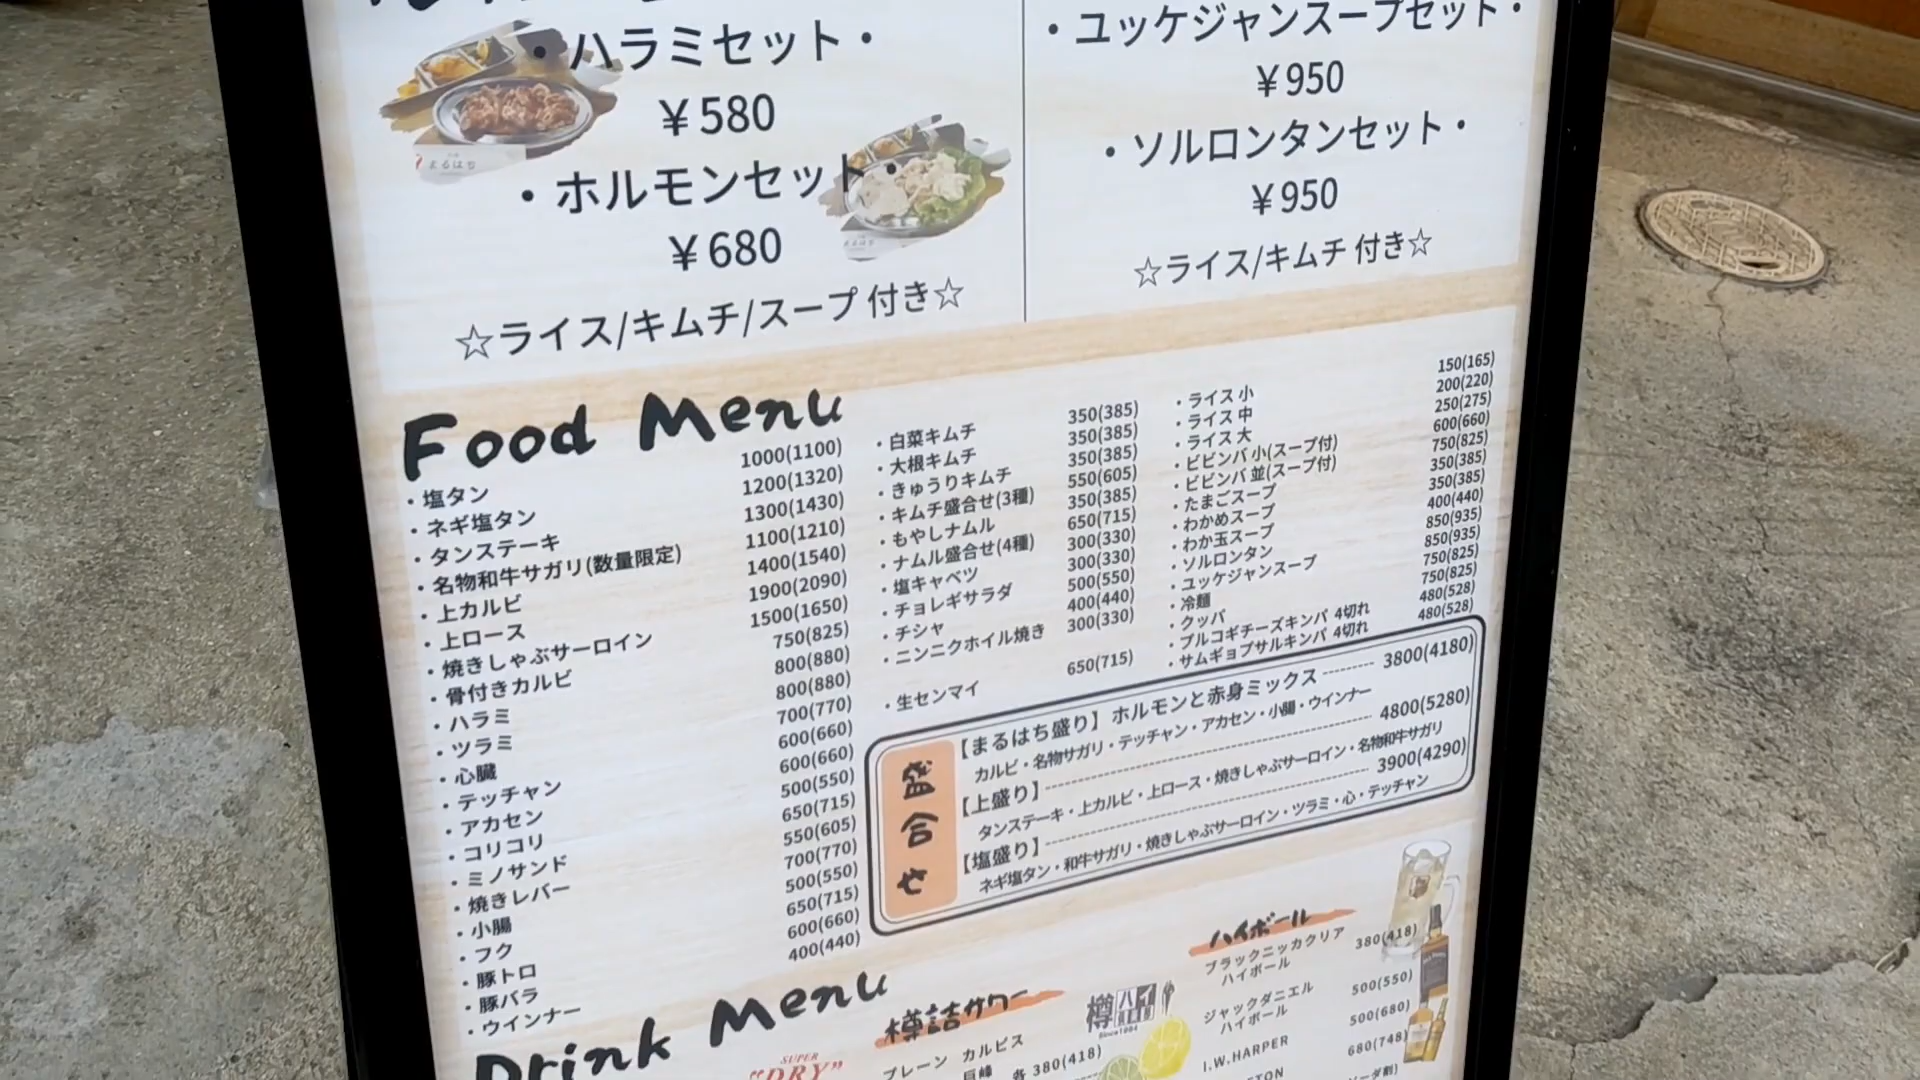 ・ハラミセット・
￥580
まるはち
・ホルモンセット・
￥680
まるはち
☆ライス/キムチ/スープ 付き☆
・ユッケジャンスープセット・
￥950
・ソルロンタンセット・
￥950
☆ライス/キムチ 付き☆
Food Menu
・塩タン 1000(1100)
・ネギ塩タン 1200(1320)
・タンステーキ 1300(1430)
・名物和牛サガリ(数量限定) 1100(1210)
・上カルビ 1400(1540)
・上ロース 1900(2090)
・焼きしゃぶサーロイン 1500(1650)
・骨付きカルビ 750(825)
・ハラミ 800(880)
・ツラミ 800(880)
・心臓 700(770)
・テッチャン 600(660)
・アカセン 600(660)
・コリコリ 500(550)
・ミノサンド 650(715)
・焼きレバー 550(605)
・小腸 700(770)
・フク 500(550)
・豚トロ 650(715)
・豚バラ 600(660)
・ウインナー 400(440)
・白菜キムチ 350(385)
・大根キムチ 350(385)
・きゅうりキムチ 350(385)
・キムチ盛合せ(3種) 550(605)
・もやしナムル 350(385)
・ナムル盛合せ(4種) 650(715)
・塩キャベツ 300(330)
・チョレギサラダ 300(330)
・チシャ 500(550)
・ニンニクホイル焼き 400(440)
300(330)
・生センマイ 650(715)
・ライス 小 150(165)
・ライス 中 200(220)
・ライス 大 250(275)
・ビビンバ 小(スープ付) 600(660)
・ビビンバ 並(スープ付) 750(825)
・たまごスープ 350(385)
・わかめスープ 350(385)
・わか玉スープ 400(440)
・ソルロンタン 850(935)
・ユッケジャンスープ 850(935)
・冷麺 750(825)
・クッパ 750(825)
・プルコギチーズキンパ 4切れ 480(528)
・サムギョプサルキンパ 4切れ 480(528)
盛合せ
【まるはち盛り】ホルモンと赤身ミックス 3800(4180)
カルビ・名物サガリ・テッチャン・アカセン・小腸・ウインナー
【上盛り】 4800(5280)
タンステーキ・上カルビ・上ロース・焼きしゃぶサーロイン・名物和牛サガリ
【塩盛り】 3900(4290)
ネギ塩タン・和牛サガリ・焼きしゃぶサーロイン・ツラミ・心・テッチャン
Drink Menu
SUPER
"DRY"
樽詰サワー
プレーン カルピス
巨峰 各 380(418)
樽ハイ倶楽部
Since1984
ハイボール
ブラックニッカクリア
ハイボール 380(418)
ジャックダニエル
ハイボール 500(550)
I.W.HARPER 500(680)
680(748)